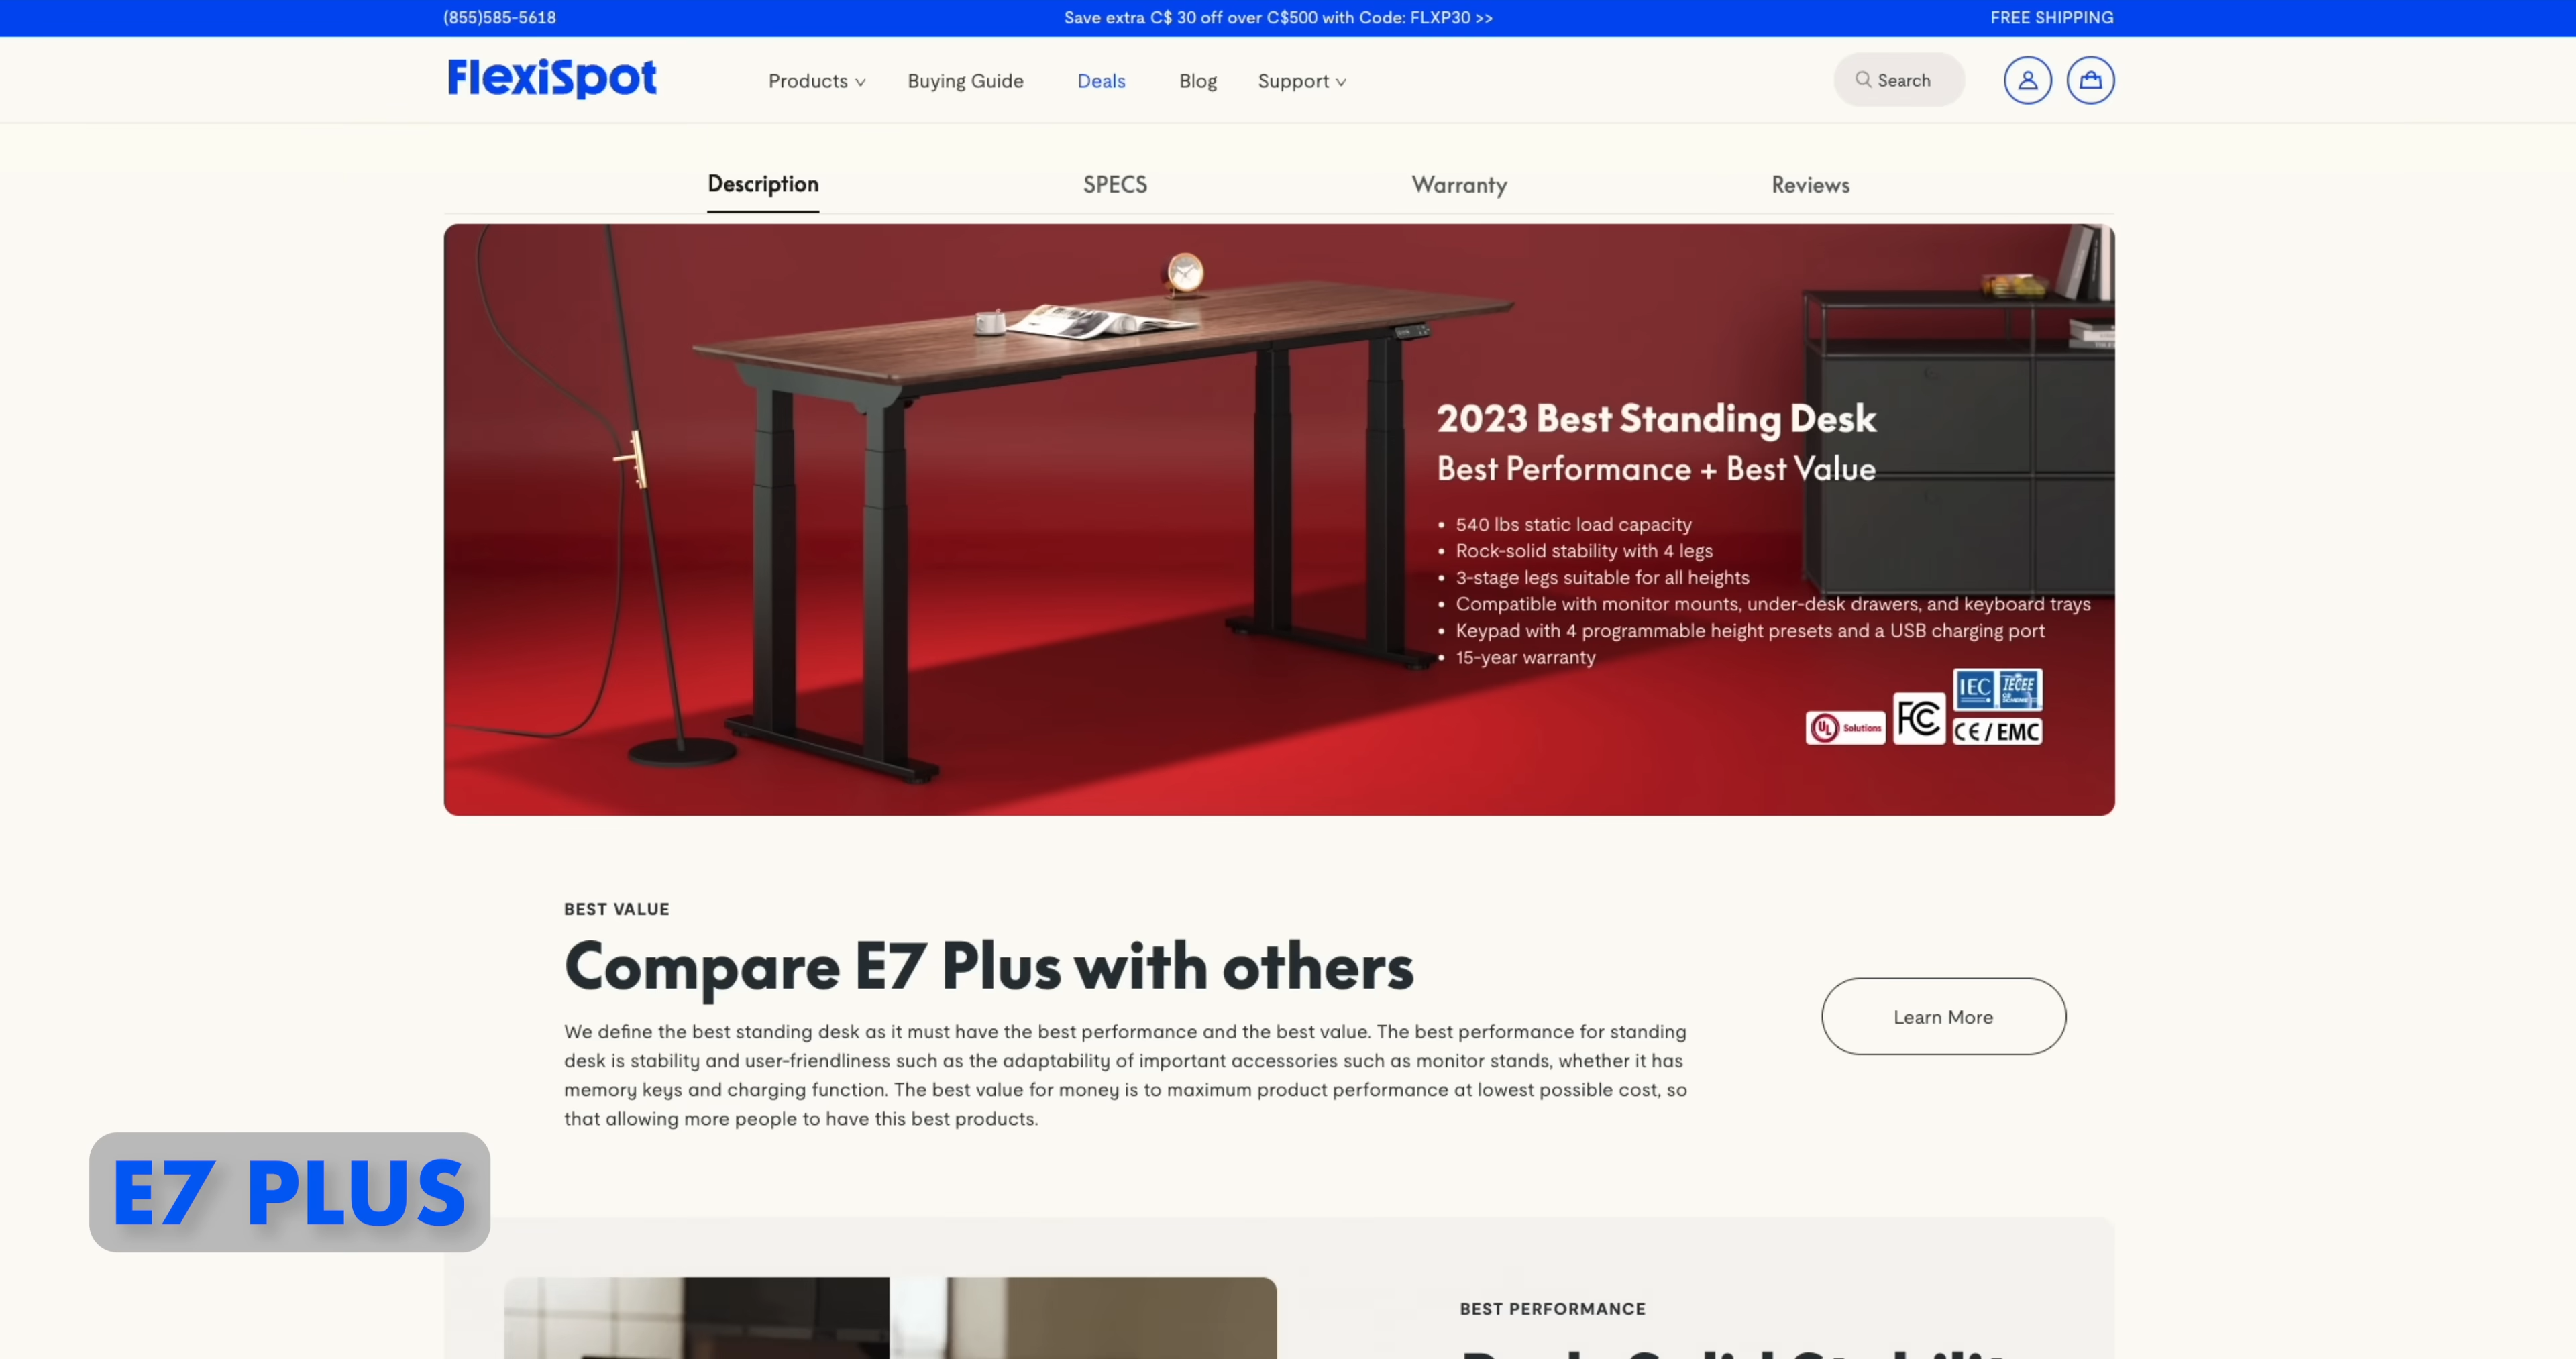 (855)585-5618
Save extra C$ 30 off over C$500 with Code: FLXP30 >>
FREE SHIPPING
FlexiSpot
Products
Buying Guide
Deals
Blog
Support
Search
Description
SPECS
Warranty
Reviews
2023 Best Standing Desk
Best Performance + Best Value
• 540 lbs static load capacity
• Rock-solid stability with 4 legs
• 3-stage legs suitable for all heights
• Compatible with monitor mounts, under-desk drawers, and keyboard trays
• Keypad with 4 programmable height presets and a USB charging port
• 15-year warranty
UL Solutions
FC
IEC IECEE
CE / EMC
BEST VALUE
Compare E7 Plus with others
We define the best standing desk as it must have the best performance and the best value. The best performance for standing
desk is stability and user-friendliness such as the adaptability of important accessories such as monitor stands, whether it has
memory keys and charging function. The best value for money is to maximum product performance at lowest possible cost, so
that allowing more people to have this best products.
Learn More
E7 PLUS
BEST PERFORMANCE